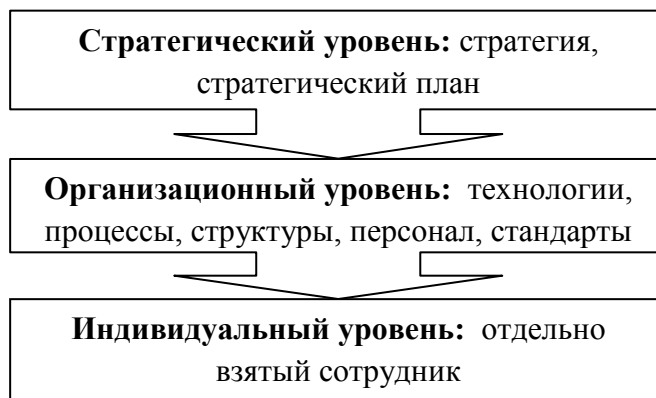 Стратегический уровень: стратегия,
стратегический план
Организационный уровень: технологии,
процессы, структуры, персонал, стандарты
Индивидуальный уровень: отдельно
взятый сотрудник